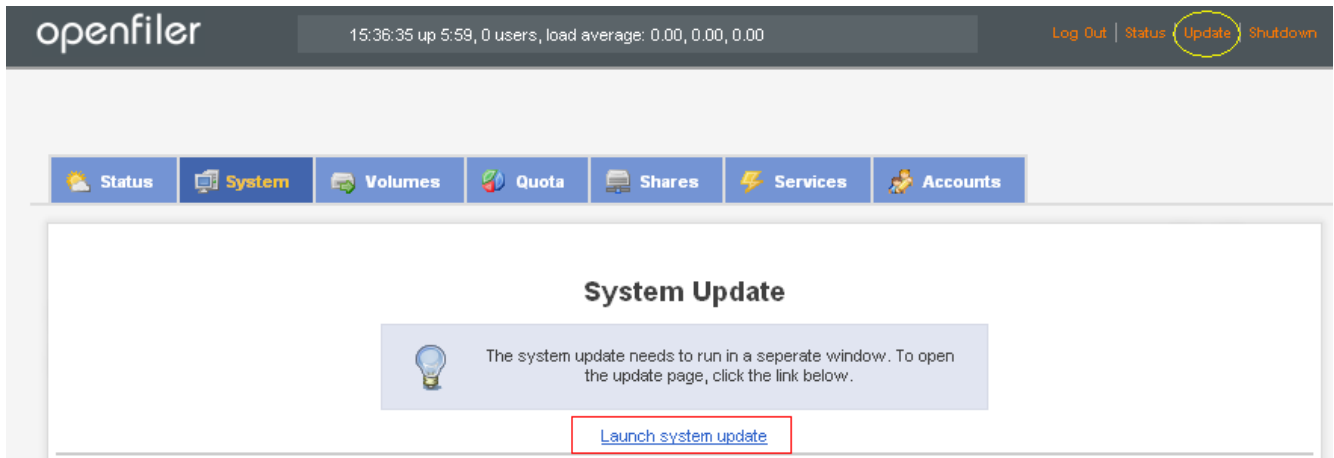 openfiler
15:36:35 up 5:59, 0 users, load average: 0.00, 0.00, 0.00
Log Out | Status | Update | Shutdown
Status System Volumes Quota Shares Services Accounts
System Update
The system update needs to run in a seperate window. To open
the update page, click the link below.
Launch system update